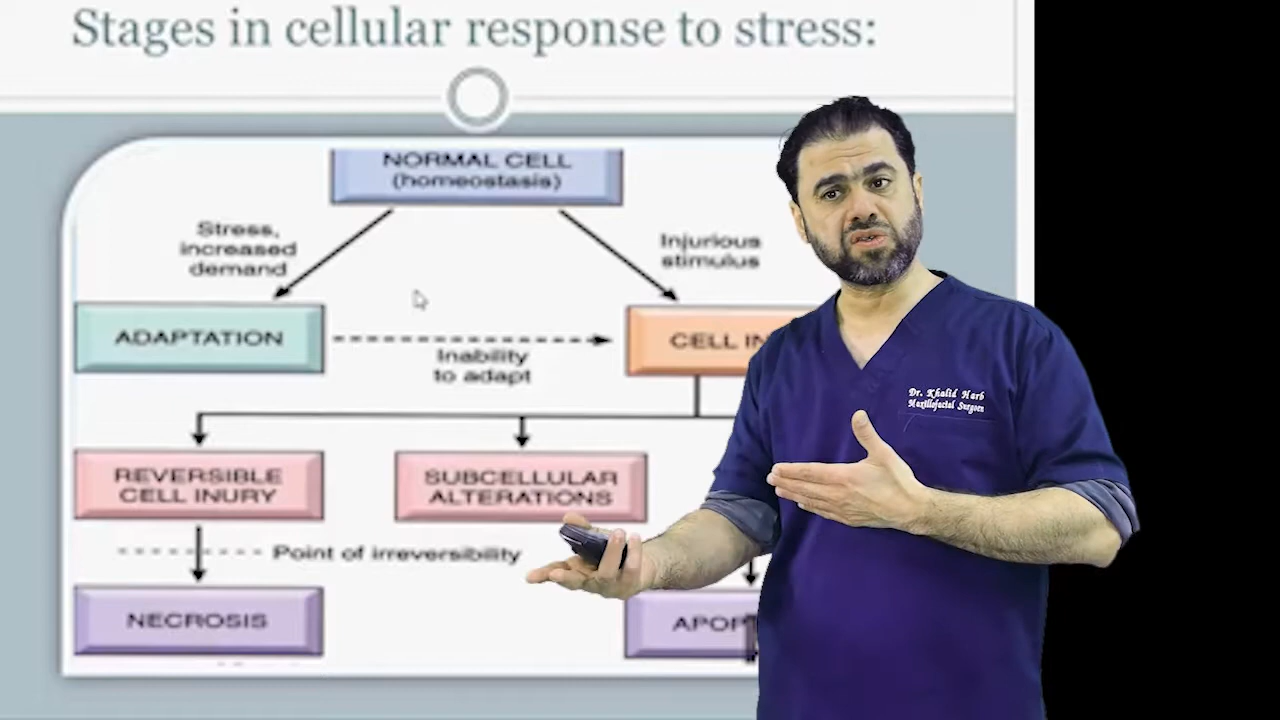 Stages in cellular response to stress:
NORMAL CELL
(homeostasis)
Stress,
increased
demand
Injurious
stimulus
ADAPTATION
Inability
to adapt
CELL IN
Dr. Khalid Harb
Maxillofacial Surgeon
REVERSIBLE
CELL INJURY
SUBCELLULAR
ALTERATIONS
Point of irreversibility
NECROSIS
APOP